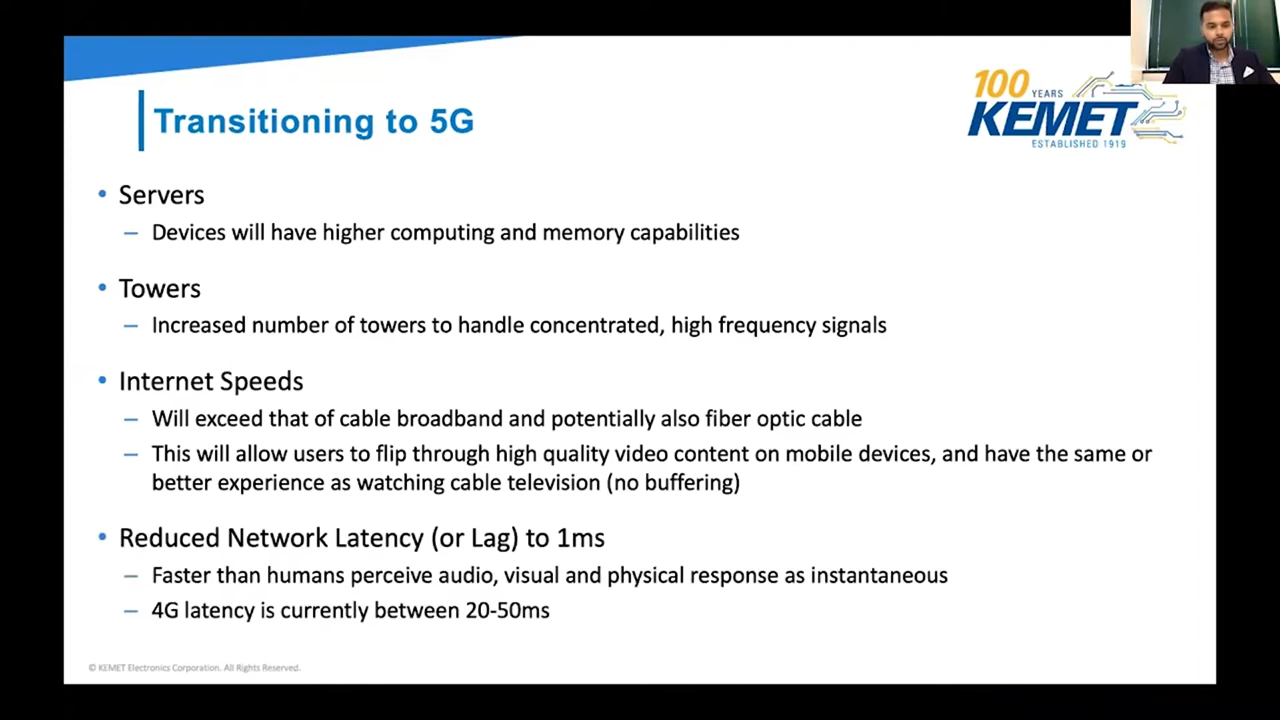 100 YEARS
KEMET
ESTABLISHED 1919
Transitioning to 5G
• Servers
– Devices will have higher computing and memory capabilities
• Towers
– Increased number of towers to handle concentrated, high frequency signals
• Internet Speeds
– Will exceed that of cable broadband and potentially also fiber optic cable
– This will allow users to flip through high quality video content on mobile devices, and have the same or
better experience as watching cable television (no buffering)
• Reduced Network Latency (or Lag) to 1ms
– Faster than humans perceive audio, visual and physical response as instantaneous
– 4G latency is currently between 20-50ms
© KEMET Electronics Corporation. All Rights Reserved.